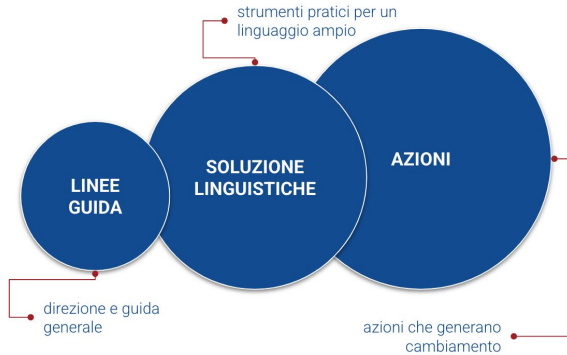 strumenti pratici per un
linguaggio ampio
LINEE
GUIDA
SOLUZIONE
LINGUISTICHE
AZIONI
direzione e guida
generale
azioni che generano
cambiamento